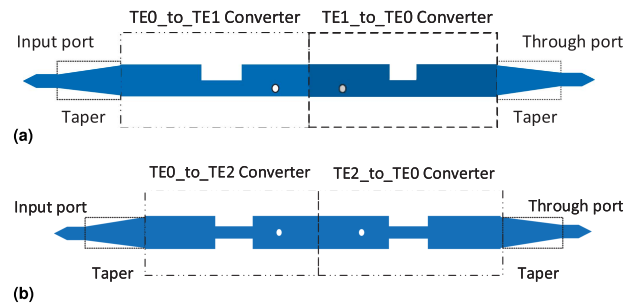 TE0_to_TE1 Converter TE1_to_TE0 Converter
Input port Through port
Taper Taper
(a)
TE0_to_TE2 Converter TE2_to_TE0 Converter
Input port Through port
Taper Taper
(b)